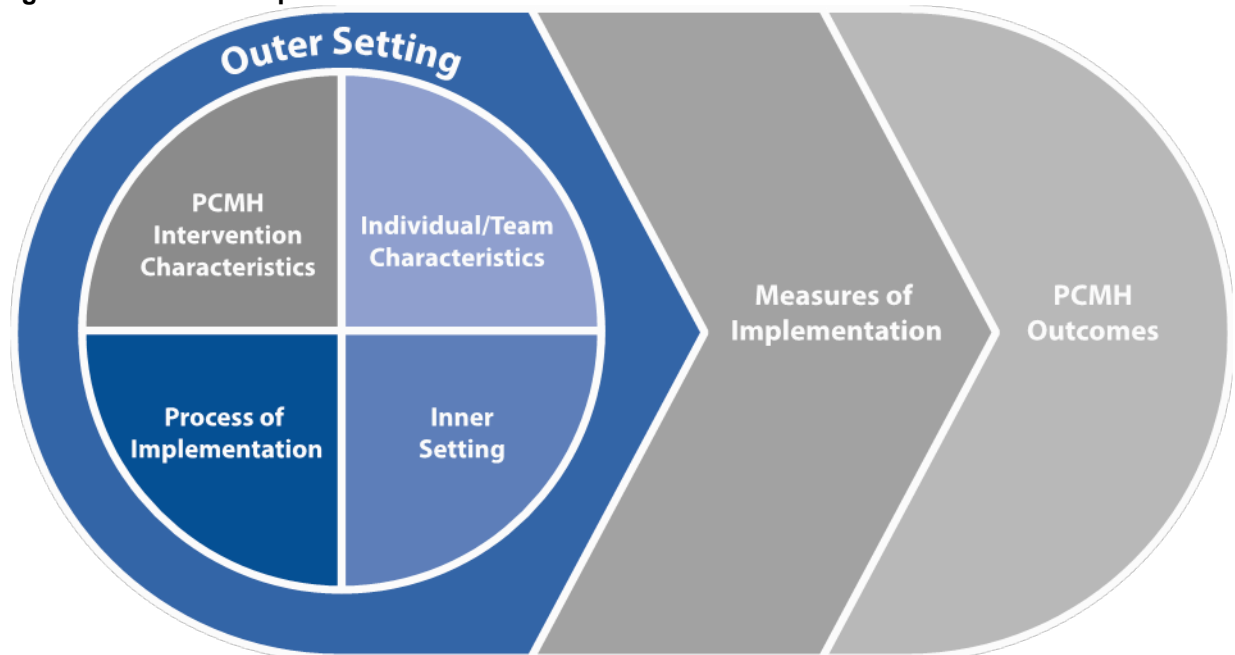 Outer Setting
PCMH
Intervention
Characteristics
Individual/Team
Characteristics
Process of
Implementation
Inner
Setting
Measures of
Implementation
PCMH
Outcomes